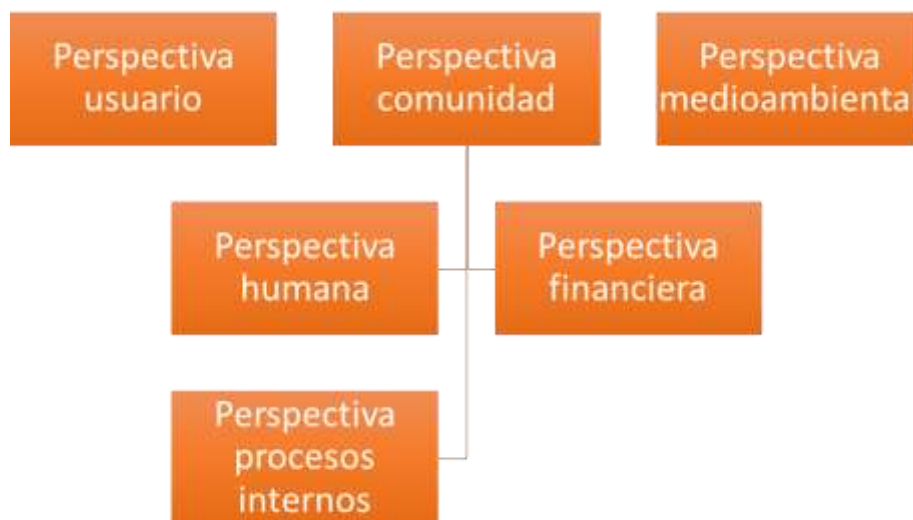 Perspectiva
usuario
Perspectiva
comunidad
Perspectiva
medioambienta
Perspectiva
humana
Perspectiva
financiera
Perspectiva
procesos
internos